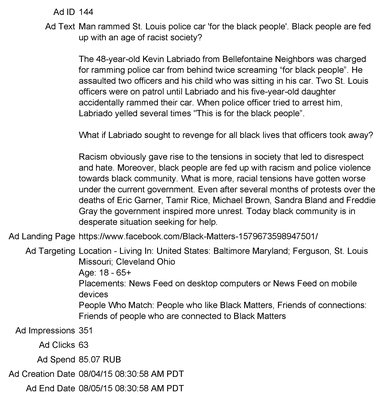 Ad ID 144
Ad Text Man rammed St. Louis police car 'for the black people'. Black people are fed
up with an age of racist society?
The 48-year-old Kevin Labriado from Bellefontaine Neighbors was charged
for ramming police car from behind twice screaming “for black people”. He
assaulted two officers and his child who was sitting in his car. Two St. Louis
officers were on patrol until Labriado and his five-year-old daughter
accidentally rammed their car. When police officer tried to arrest him,
Labriado yelled several times “This is for the black people”.
What if Labriado sought to revenge for all black lives that officers took away?
Racism obviously gave rise to the tensions in society that led to disrespect
and hate. Moreover, black people are fed up with racism and police violence
towards black community. What is more, racial tensions have gotten worse
under the current government. Even after several months of protests over the
deaths of Eric Garner, Tamir Rice, Michael Brown, Sandra Bland and Freddie
Gray the government inspired more unrest. Today black community is in
desperate situation seeking for help.
Ad Landing Page https://www.facebook.com/Black-Matters-1579673598947501/
Ad Targeting Location - Living In: United States: Baltimore Maryland; Ferguson, St. Louis
Missouri; Cleveland Ohio
Age: 18 - 65+
Placements: News Feed on desktop computers or News Feed on mobile
devices
People Who Match: People who like Black Matters, Friends of connections:
Friends of people who are connected to Black Matters
Ad Impressions 351
Ad Clicks 63
Ad Spend 85.07 RUB
Ad Creation Date 08/04/15 08:30:58 AM PDT
Ad End Date 08/05/15 08:30:58 AM PDT